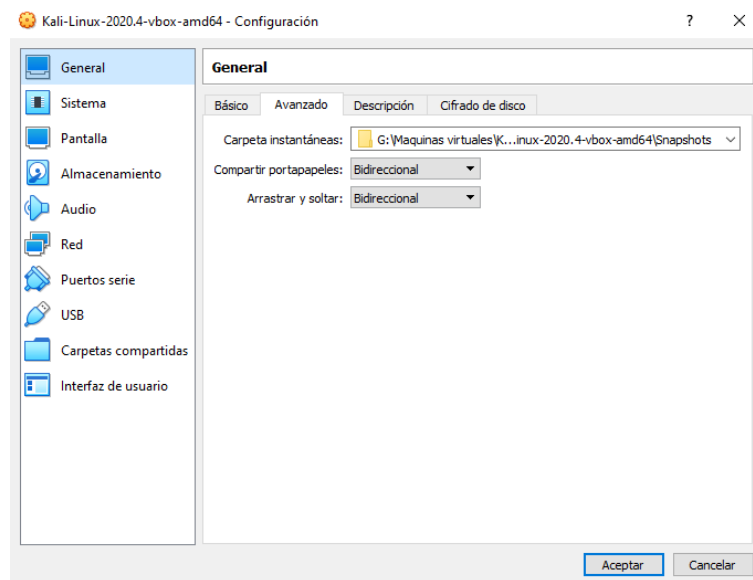 Kali-Linux-2020.4-vbox-amd64 - Configuración
General
Sistema
Pantalla
Almacenamiento
Audio
Red
Puertos serie
USB
Carpetas compartidas
Interfaz de usuario
General
Básico Avanzado Descripción Cifrado de disco
Carpeta instantáneas: G:\Maquinas virtuales\K...inux-2020.4-vbox-amd64\Snapshots
Compartir portapapeles: Bidireccional
Arrastrar y soltar: Bidireccional
Aceptar Cancelar